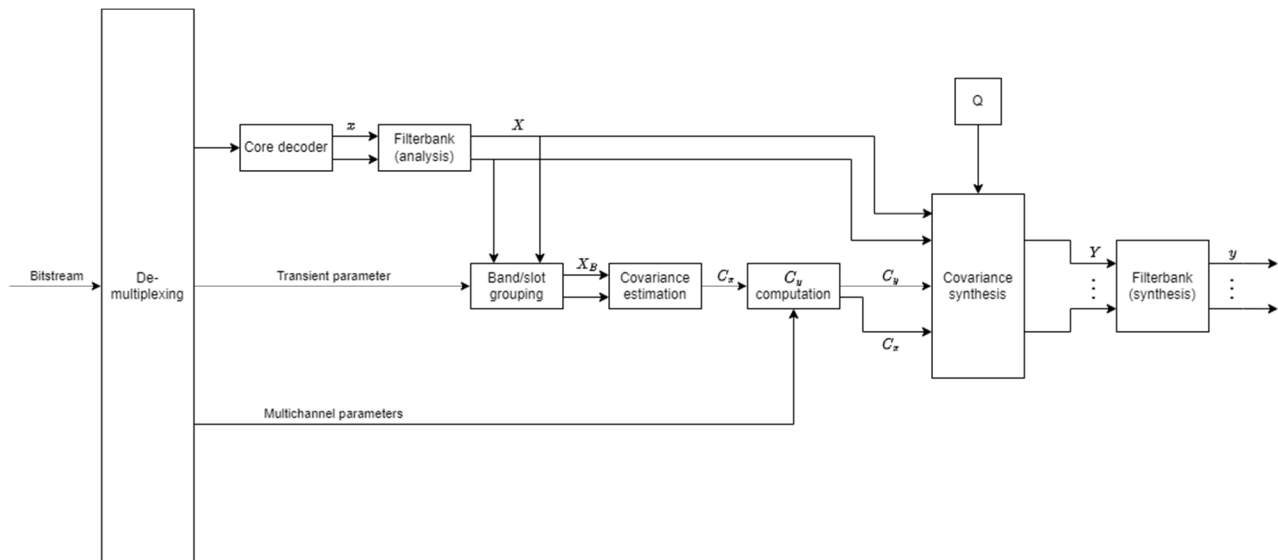 Q
x
X
Core decoder
Filterbank
(analysis)
Bitstream
De-
multiplexing
Transient parameter
Band/slot
grouping
X_B
Covariance
estimation
C_x
C_y
computation
C_y
C_x
Covariance
synthesis
Y
⋮
Filterbank
(synthesis)
y
⋮
Multichannel parameters